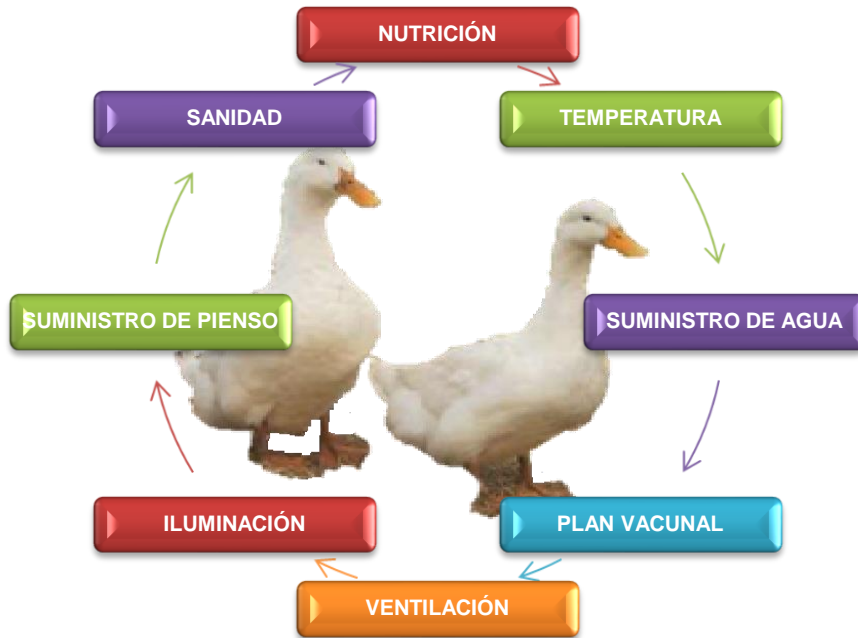 NUTRICIÓN
SANIDAD
TEMPERATURA
SUMINISTRO DE PIENSO
SUMINISTRO DE AGUA
ILUMINACIÓN
PLAN VACUNAL
VENTILACIÓN